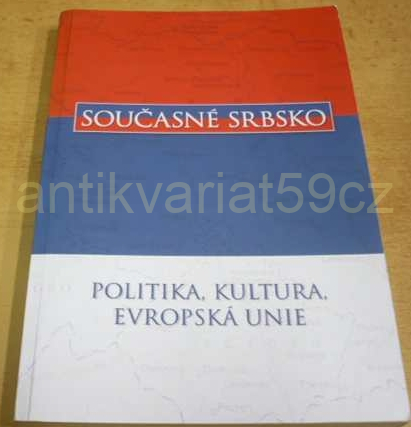 SOUČASNÉ SRBSKO
antikvariat59cz
POLITIKA, KULTURA,
EVROPSKÁ UNIE